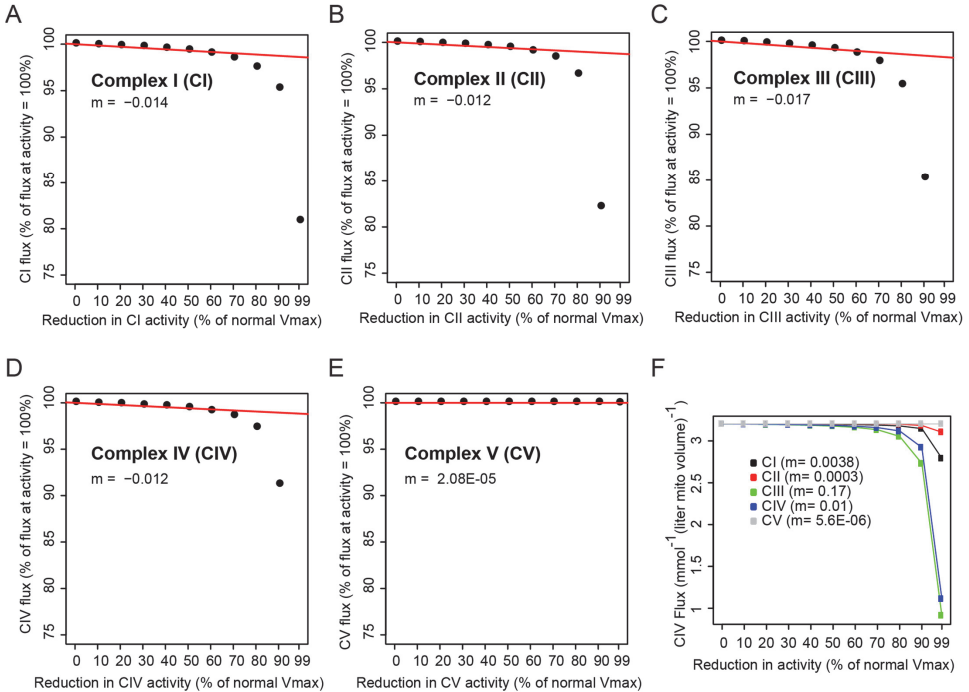 A
CI flux (% of flux at activity = 100%)
100
95
90
85
80
75
Complex I (CI)
m = −0.014
0 10 20 30 40 50 60 70 80 90 99
Reduction in CI activity (% of normal Vmax)
B
CII flux (% of flux at activity = 100%)
100
95
90
85
80
75
Complex II (CII)
m = −0.012
0 10 20 30 40 50 60 70 80 90 99
Reduction in CII activity (% of normal Vmax)
C
CIII flux (% of flux at activity = 100%)
100
95
90
85
80
75
Complex III (CIII)
m = −0.017
0 10 20 30 40 50 60 70 80 90 99
Reduction in CIII activity (% of normal Vmax)
D
CIV flux (% of flux at activity = 100%)
100
95
90
85
80
75
Complex IV (CIV)
m = −0.012
0 10 20 30 40 50 60 70 80 90 99
Reduction in CIV activity (% of normal Vmax)
E
CV flux (% of flux at activity = 100%)
100
95
90
85
80
75
Complex V (CV)
m = 2.08E-05
0 10 20 30 40 50 60 70 80 90 99
Reduction in CV activity (% of normal Vmax)
F
CIV Flux (mmol⁻¹(liter mito volume)⁻¹)
3
2.5
2
1.5
1
CI (m= 0.0038)
CII (m= 0.0003)
CIII (m= 0.17)
CIV (m= 0.01)
CV (m= 5.6E-06)
0 10 20 30 40 50 60 70 80 90 99
Reduction in activity (% of normal Vmax)